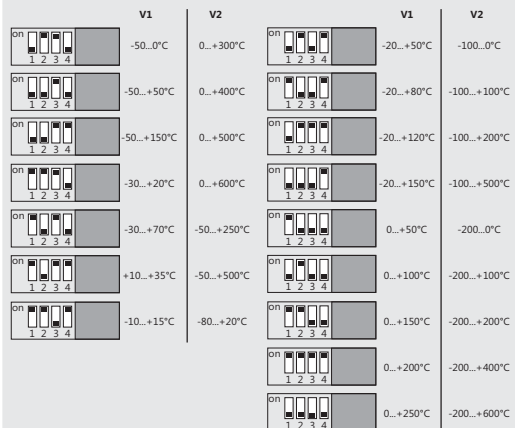 V1 V2
on 1 2 3 4 -50...0°C 0...+300°C
on 1 2 3 4 -50...+50°C 0...+400°C
on 1 2 3 4 -50...+150°C 0...+500°C
on 1 2 3 4 -30...+20°C 0...+600°C
on 1 2 3 4 -30...+70°C -50...+250°C
on 1 2 3 4 +10...+35°C -50...+500°C
on 1 2 3 4 -10...+15°C -80...+20°C
V1 V2
on 1 2 3 4 -20...+50°C -100...0°C
on 1 2 3 4 -20...+80°C -100...+100°C
on 1 2 3 4 -20...+120°C -100...+200°C
on 1 2 3 4 -20...+150°C -100...+500°C
on 1 2 3 4 0...+50°C -200...0°C
on 1 2 3 4 0...+100°C -200...+100°C
on 1 2 3 4 0...+150°C -200...+200°C
on 1 2 3 4 0...+200°C -200...+400°C
on 1 2 3 4 0...+250°C -200...+600°C